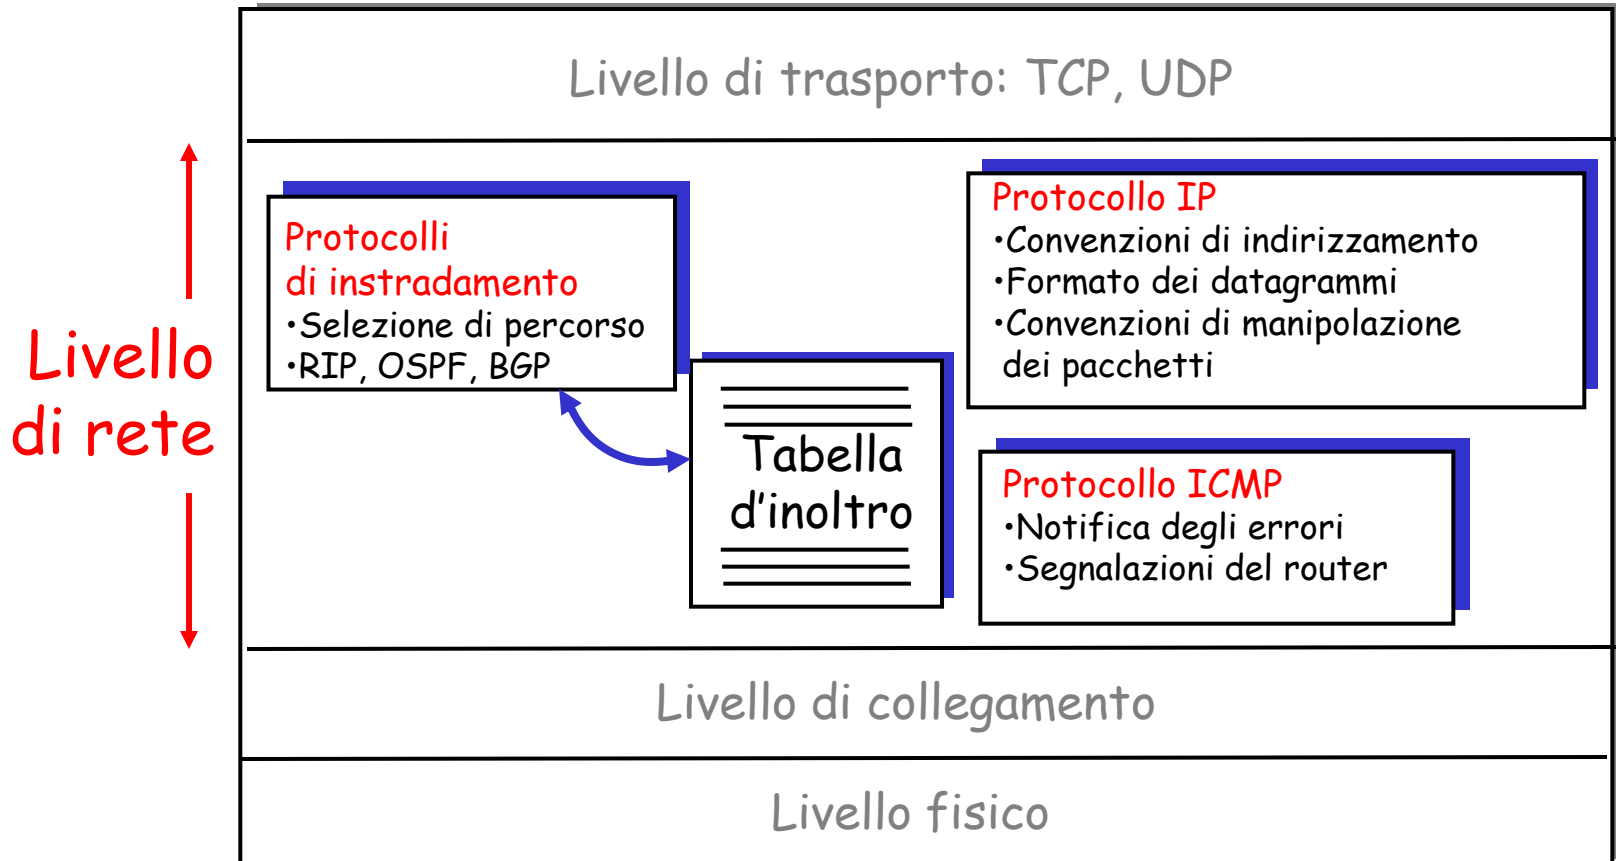 Livello di trasporto: TCP, UDP
Livello
di rete
Protocolli
di instradamento
•Selezione di percorso
•RIP, OSPF, BGP
Tabella
d’inoltro
Protocollo IP
•Convenzioni di indirizzamento
•Formato dei datagrammi
•Convenzioni di manipolazione
dei pacchetti
Protocollo ICMP
•Notifica degli errori
•Segnalazioni del router
Livello di collegamento
Livello fisico